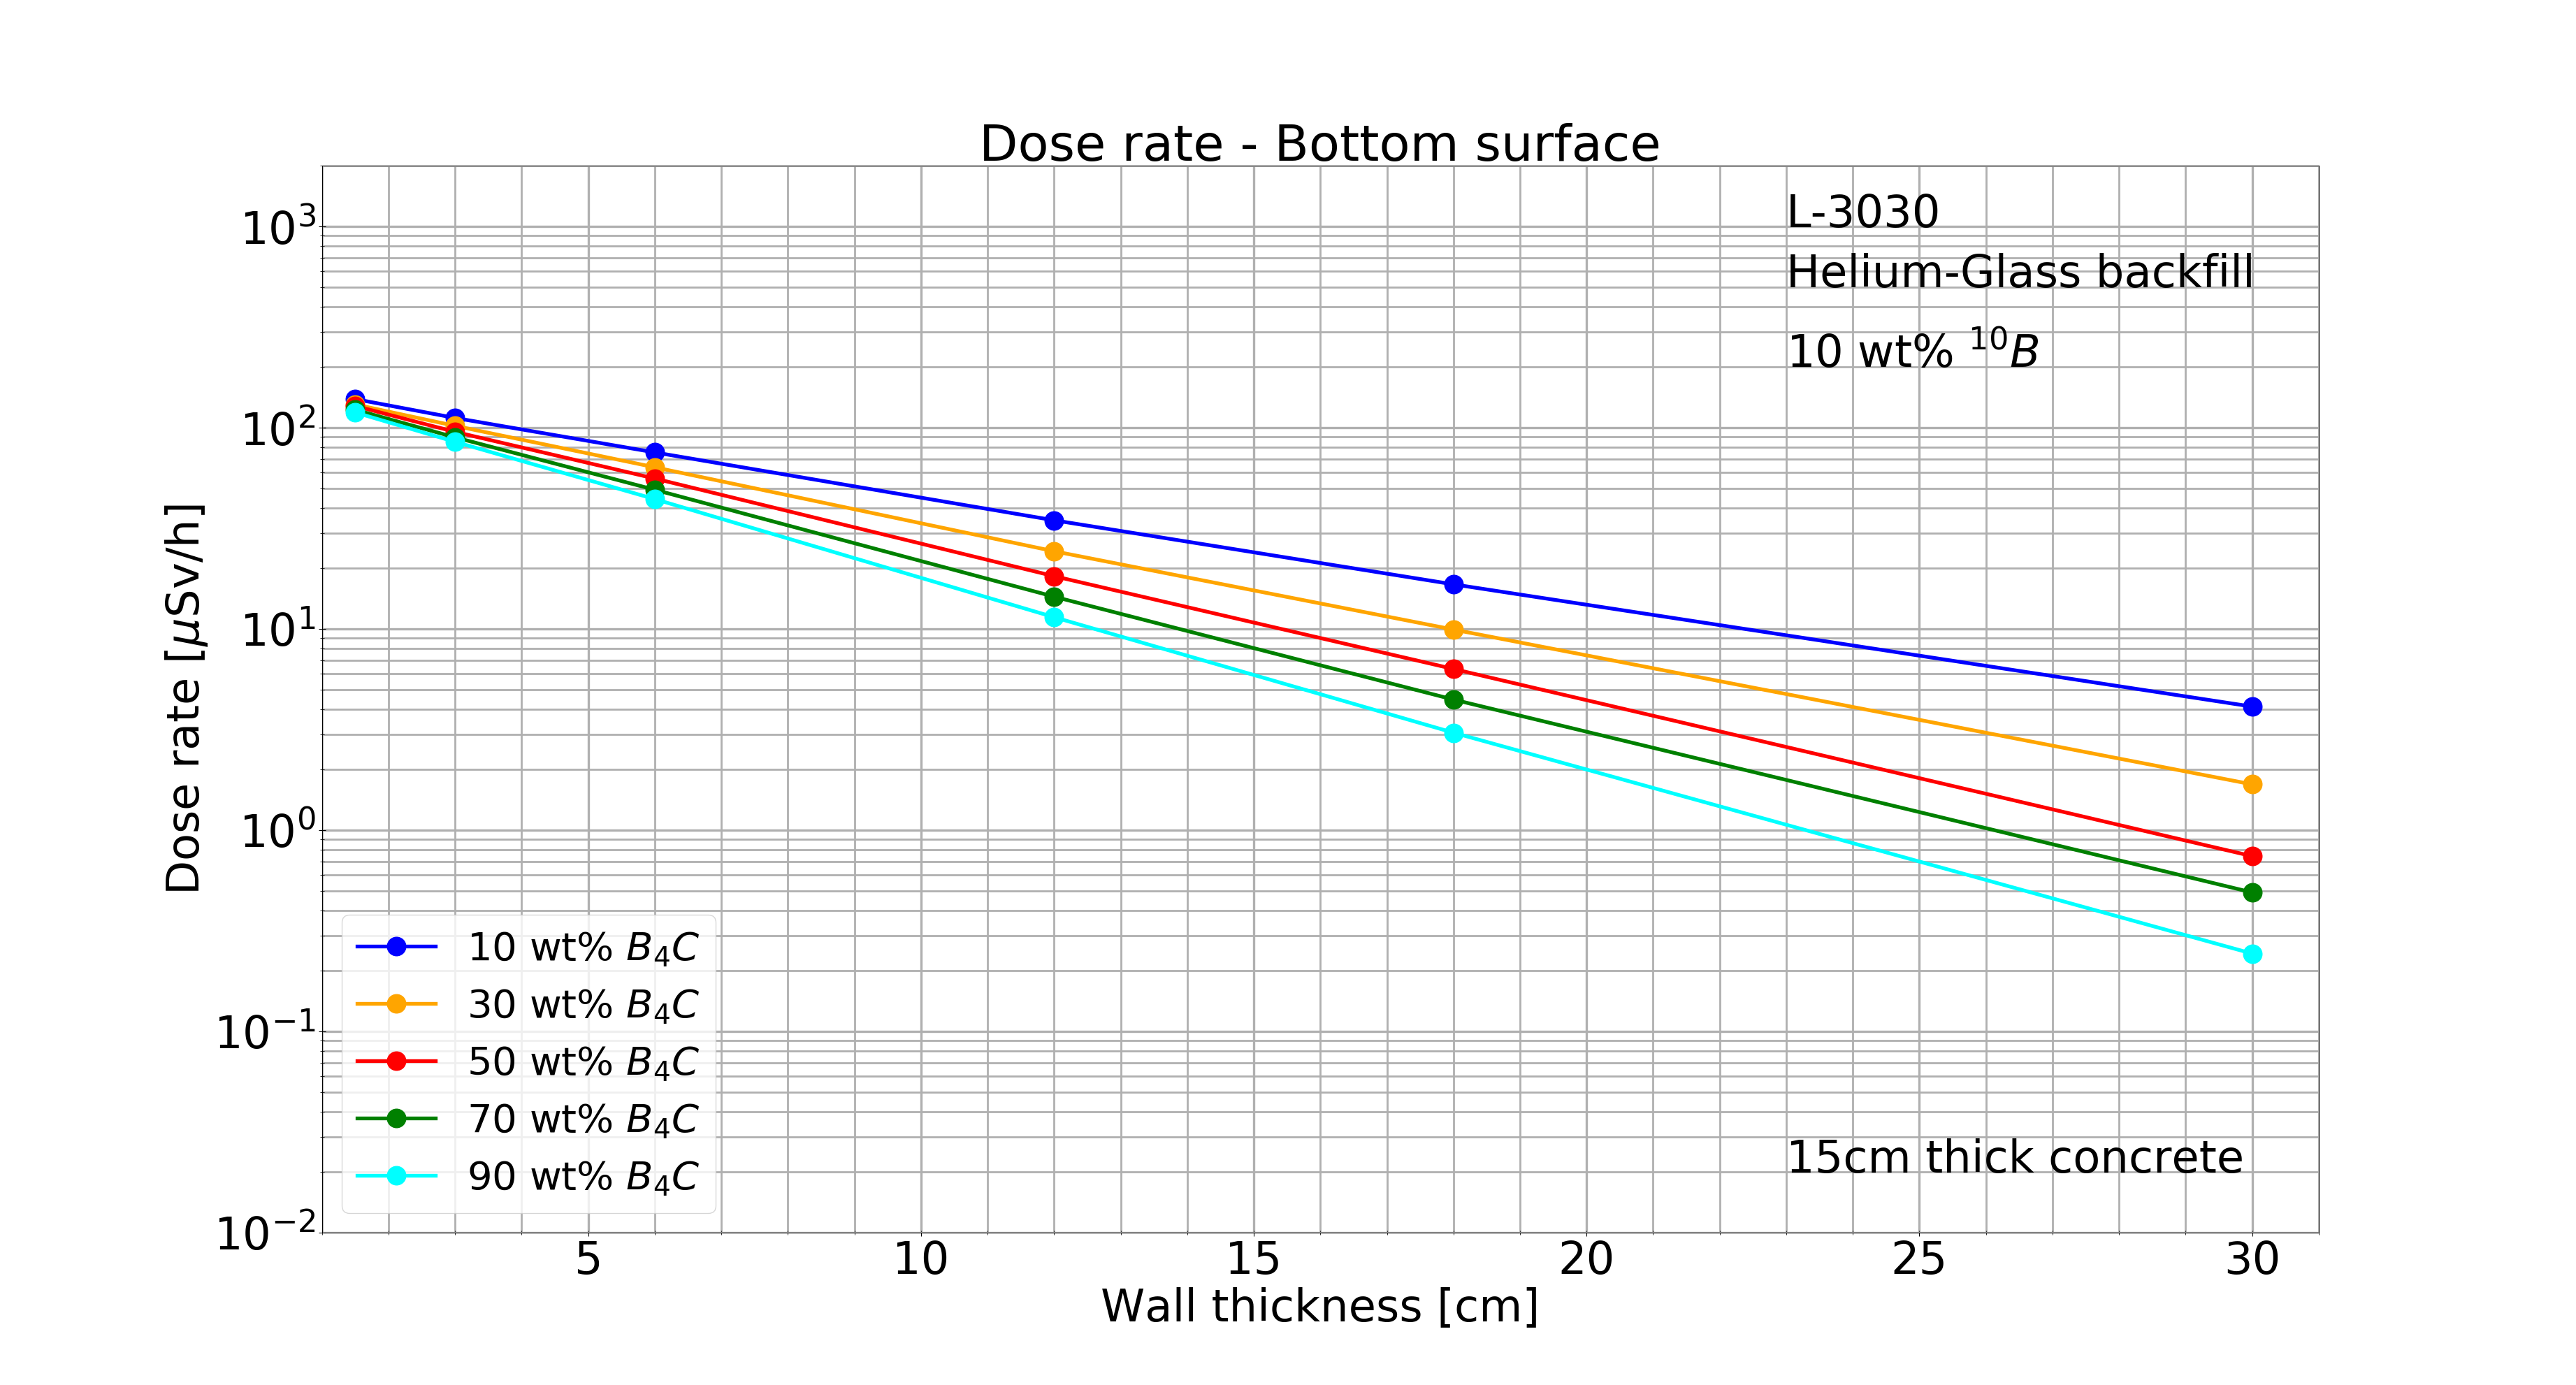 Dose rate - Bottom surface
L-3030
Helium-Glass backfill
10 wt% ¹⁰B
10³
10²
10¹
10⁰
10⁻¹
10⁻²
Dose rate [μSv/h]
10 wt% B₄C
30 wt% B₄C
50 wt% B₄C
70 wt% B₄C
90 wt% B₄C
15cm thick concrete
5 10 15 20 25 30
Wall thickness [cm]